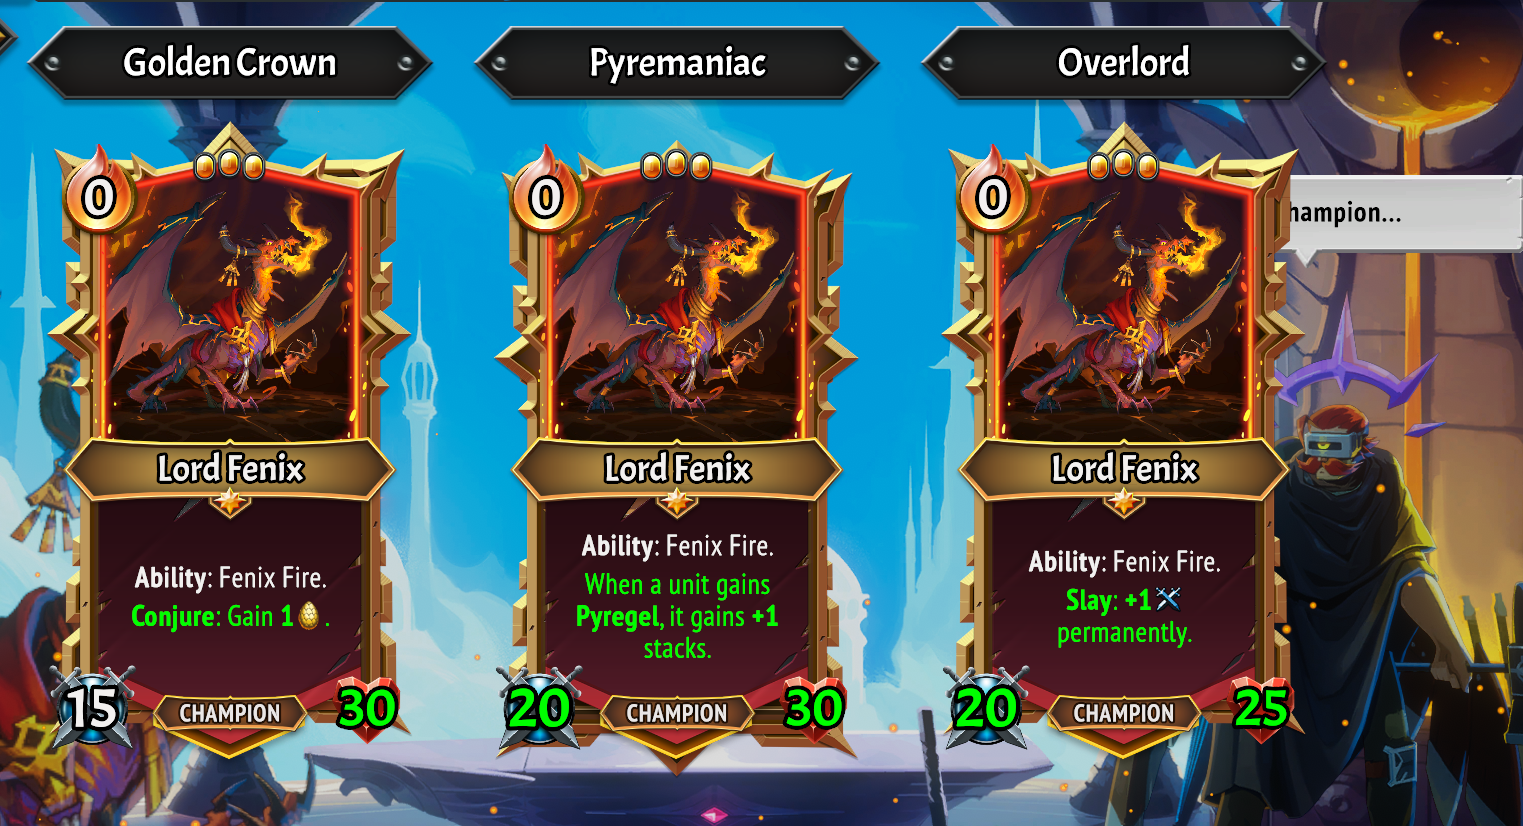 Golden Crown
Pyremaniac
Overlord
0
0
0
hampion...
Lord Fenix
Lord Fenix
Lord Fenix
Ability: Fenix Fire.
Conjure: Gain 1 .
Ability: Fenix Fire.
When a unit gains
Pyregel, it gains +1
stacks.
Ability: Fenix Fire.
Slay: +1
permanently.
15
CHAMPION
30
20
CHAMPION
30
20
CHAMPION
25